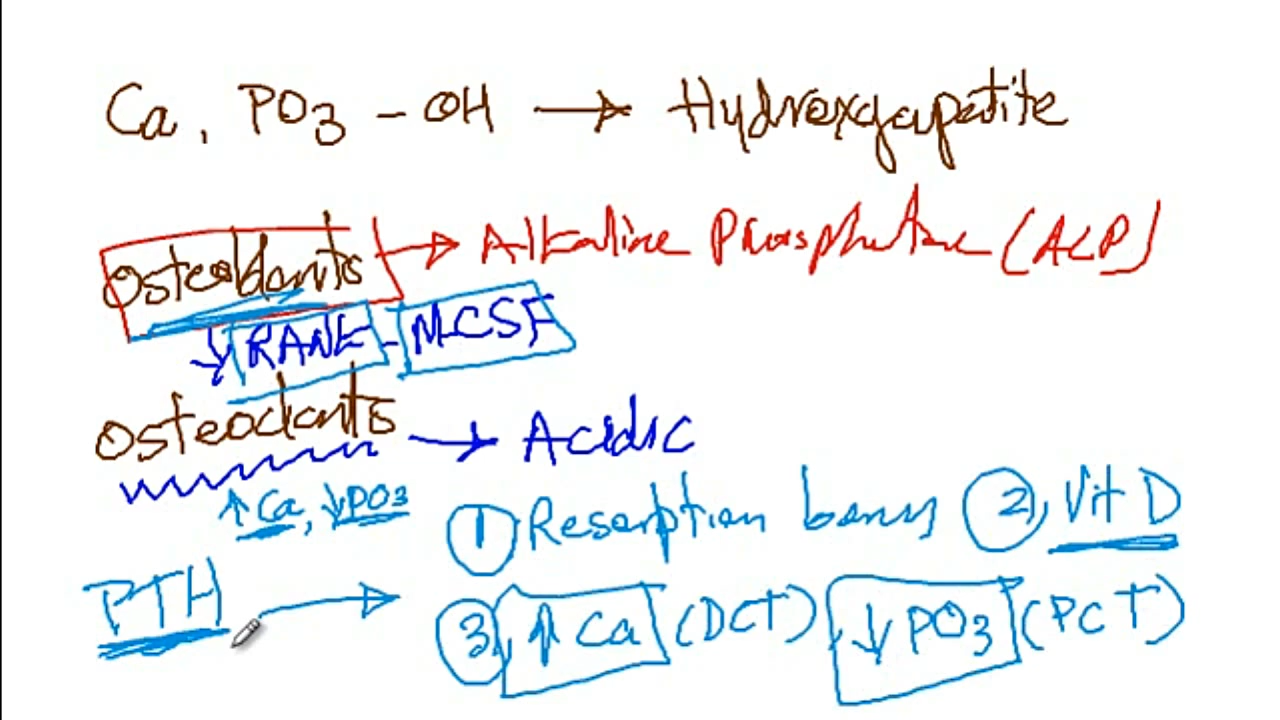 Ca, PO3 - OH → Hydroxyapatite
Osteoblasts → Alkaline Phosphatase (ALP)
↓ RANK - MCSF
Osteoclasts → Acidic
↑ Ca, ↓ PO3
① Resorption bones ②, Vit D
PTH →
③, ↑ Ca (DCT), ↓ PO3 (PCT)